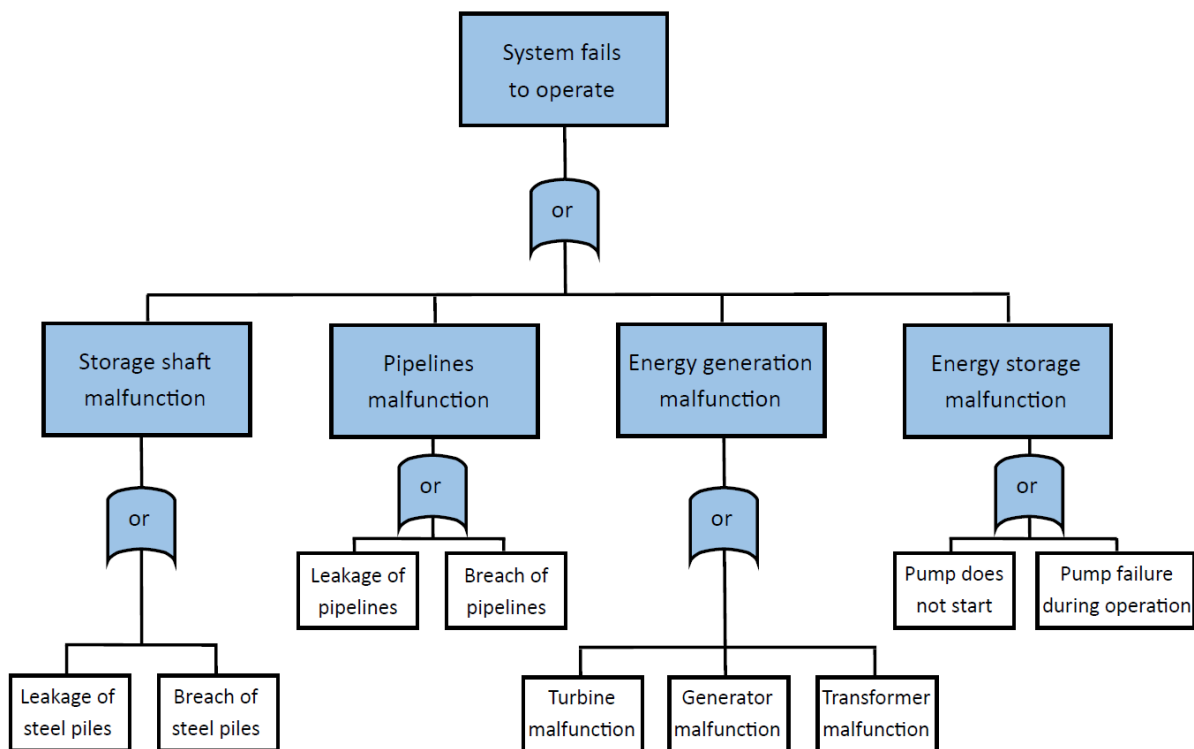 System fails
to operate
or
Storage shaft
malfunction
Pipelines
malfunction
Energy generation
malfunction
Energy storage
malfunction
or
or
or
or
Leakage of
pipelines
Breach of
pipelines
Pump does
not start
Pump failure
during operation
Leakage of
steel piles
Breach of
steel piles
Turbine
malfunction
Generator
malfunction
Transformer
malfunction